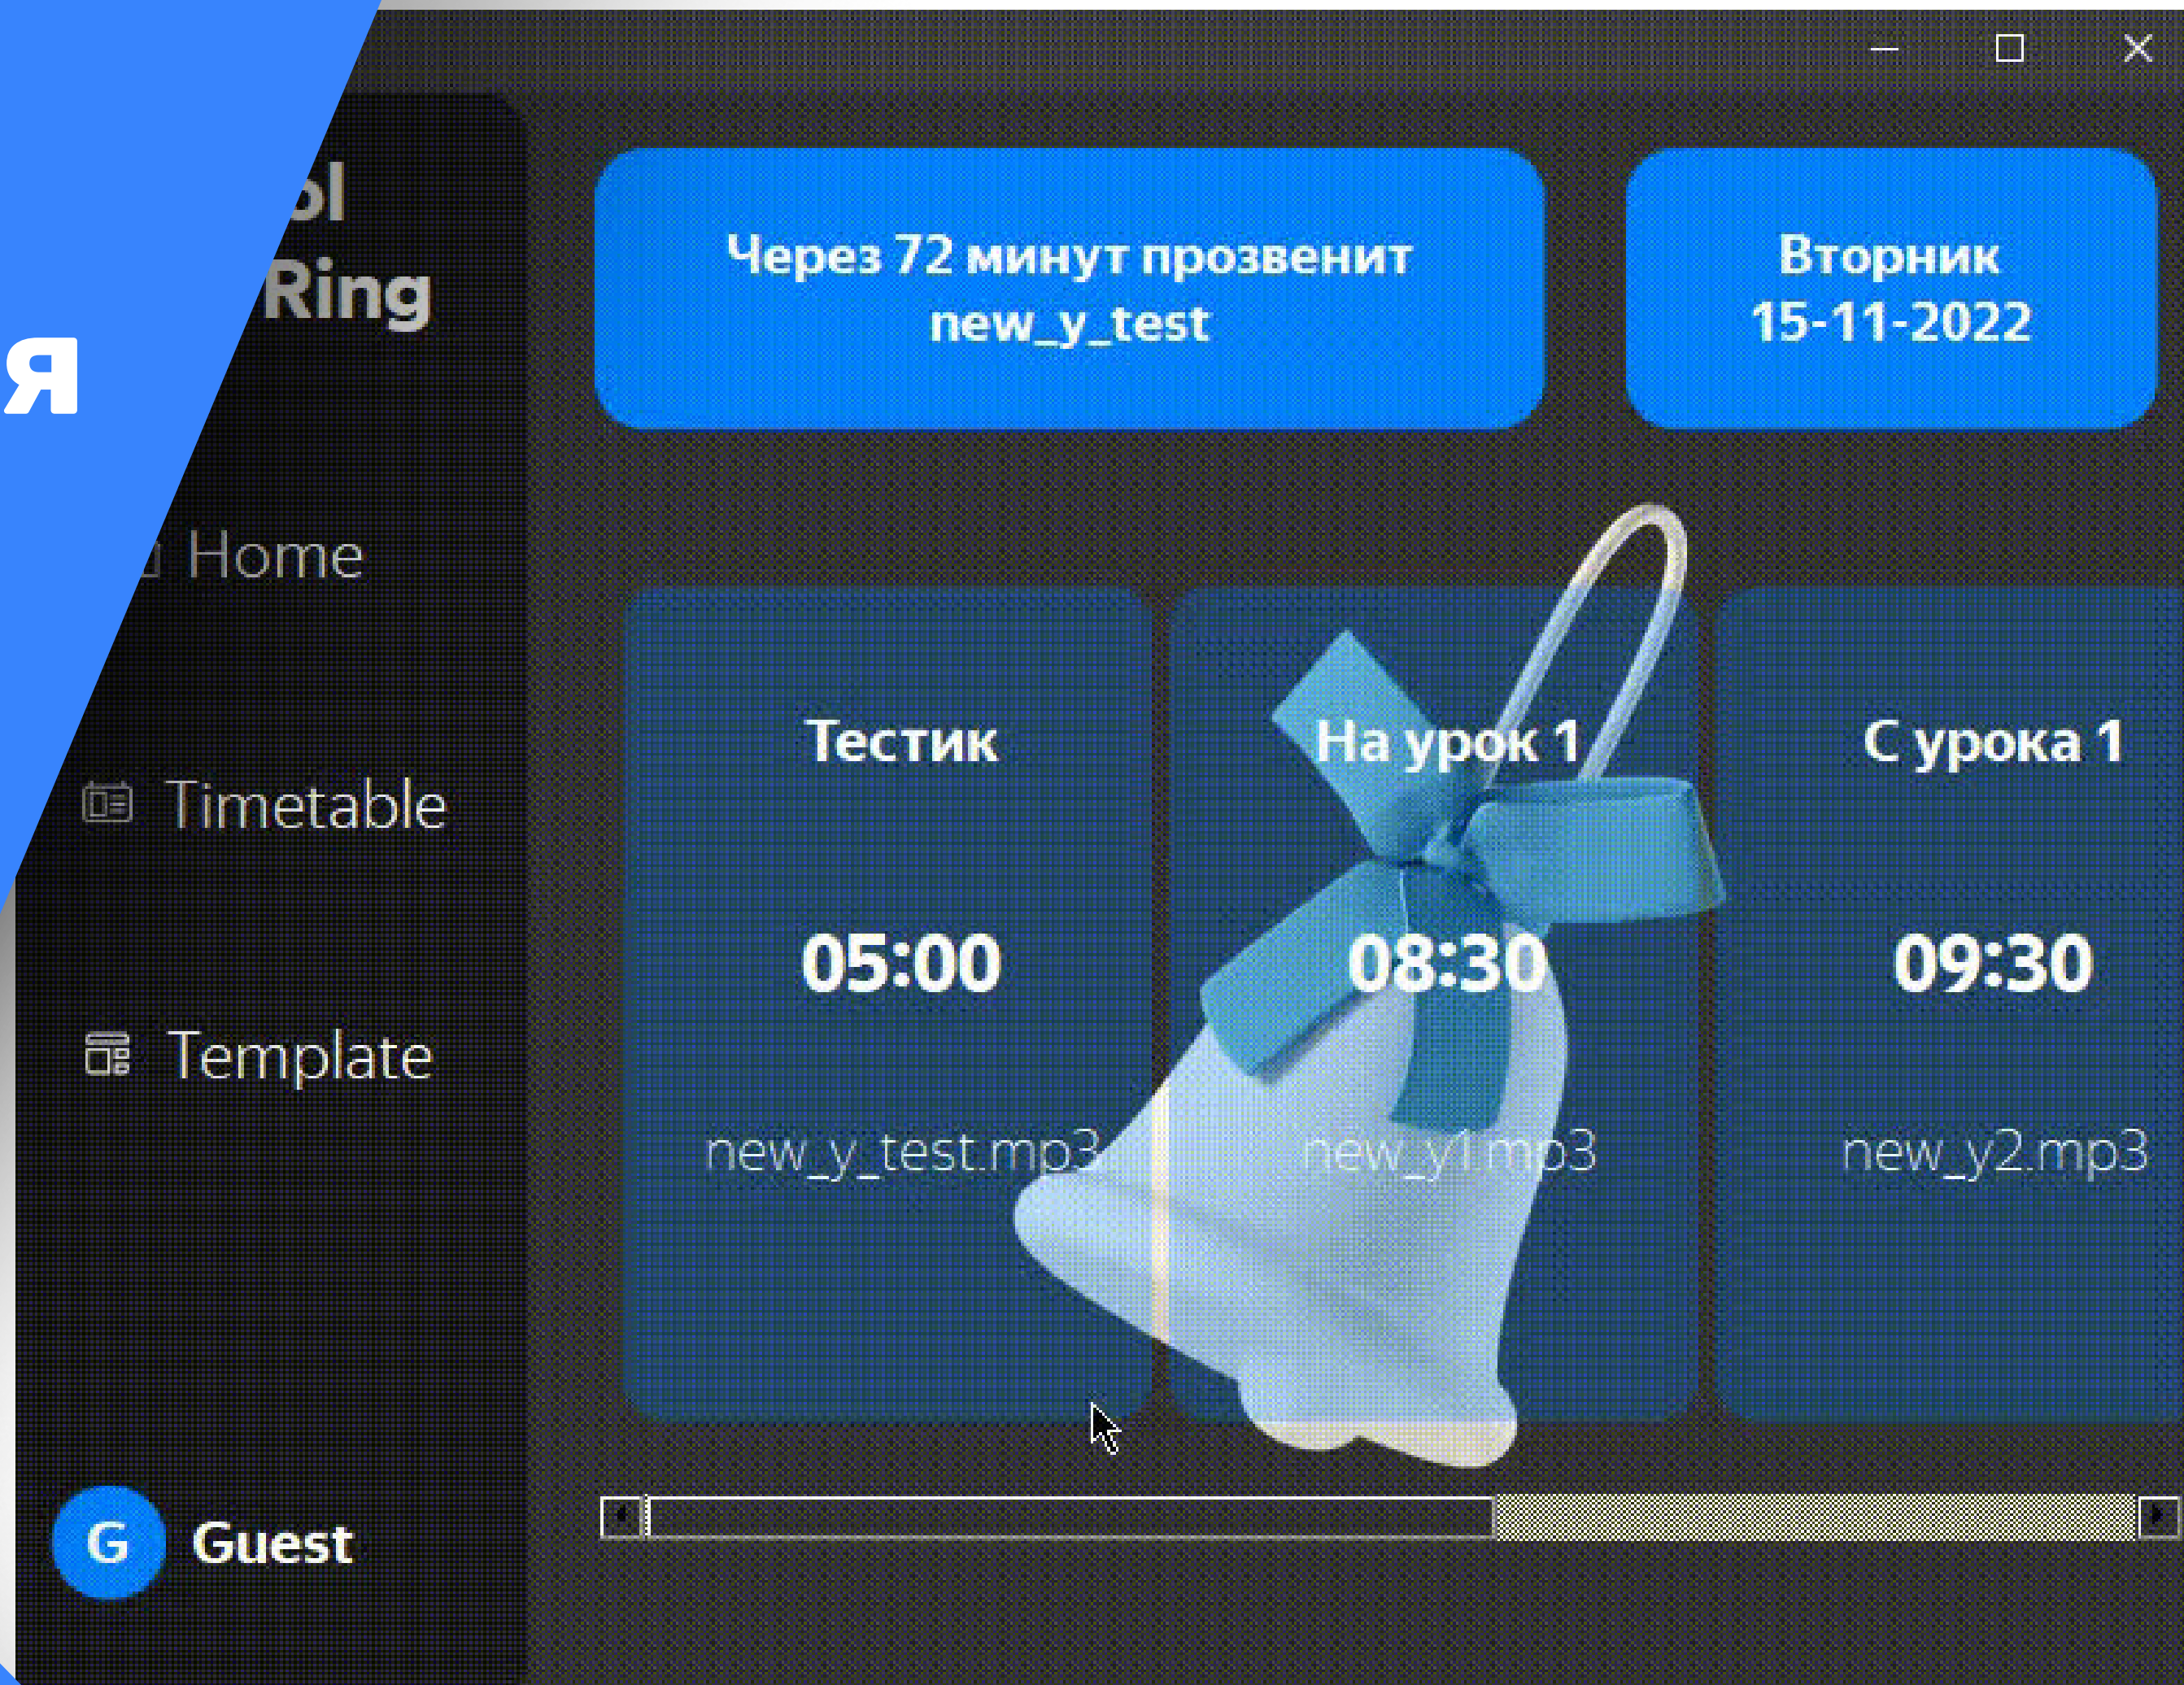 я
Ring
Через 72 минут прозвенит
new_y_test
Вторник
15-11-2022
Home
Timetable
Template
Тестик
05:00
new_y_test.mp3
На урок 1
08:30
new_y1.mp3
С урока 1
09:30
new_y2.mp3
G
Guest